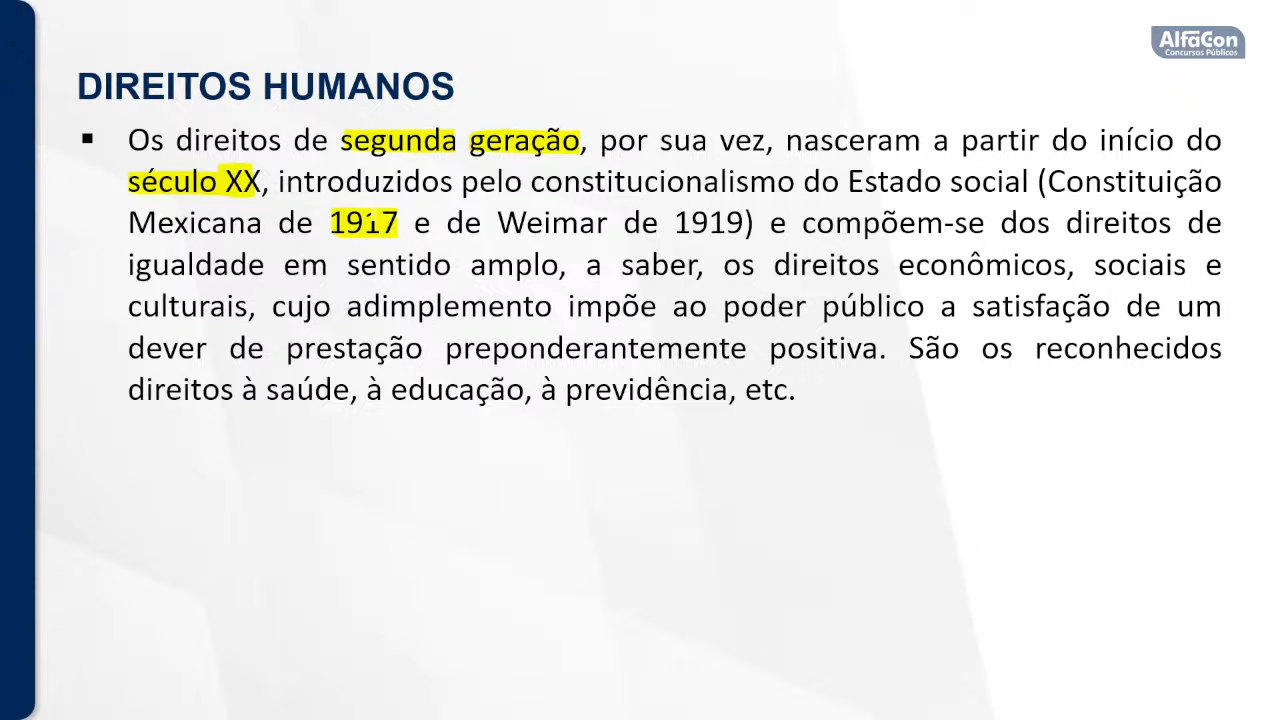 AlfaCon
Concursos Públicos
DIREITOS HUMANOS
▪ Os direitos de segunda geração, por sua vez, nasceram a partir do início do
século XX, introduzidos pelo constitucionalismo do Estado social (Constituição
Mexicana de 1917 e de Weimar de 1919) e compõem-se dos direitos de
igualdade em sentido amplo, a saber, os direitos econômicos, sociais e
culturais, cujo adimplemento impõe ao poder público a satisfação de um
dever de prestação preponderantemente positiva. São os reconhecidos
direitos à saúde, à educação, à previdência, etc.